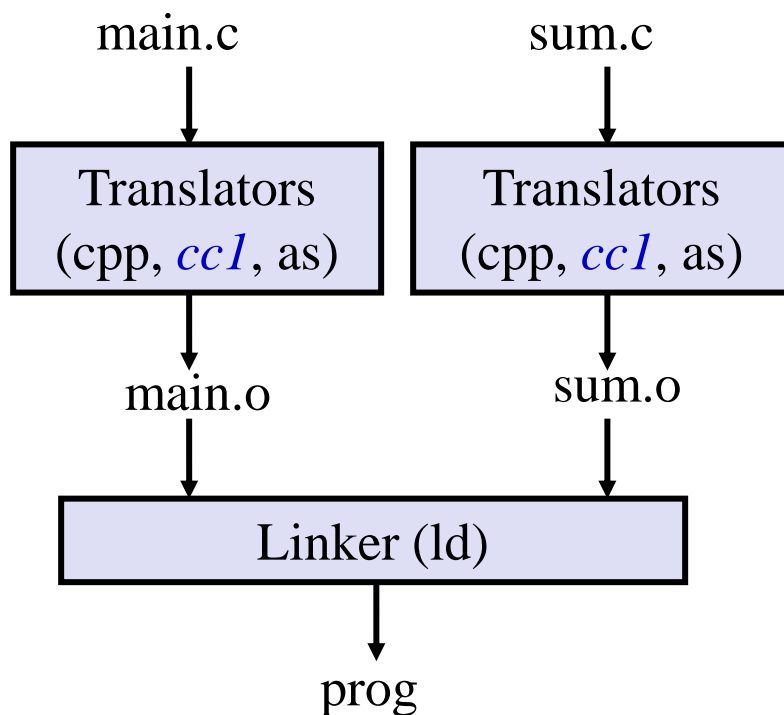 main.c
sum.c
Translators
(cpp, cc1, as)
Translators
(cpp, cc1, as)
main.o
sum.o
Linker (ld)
prog